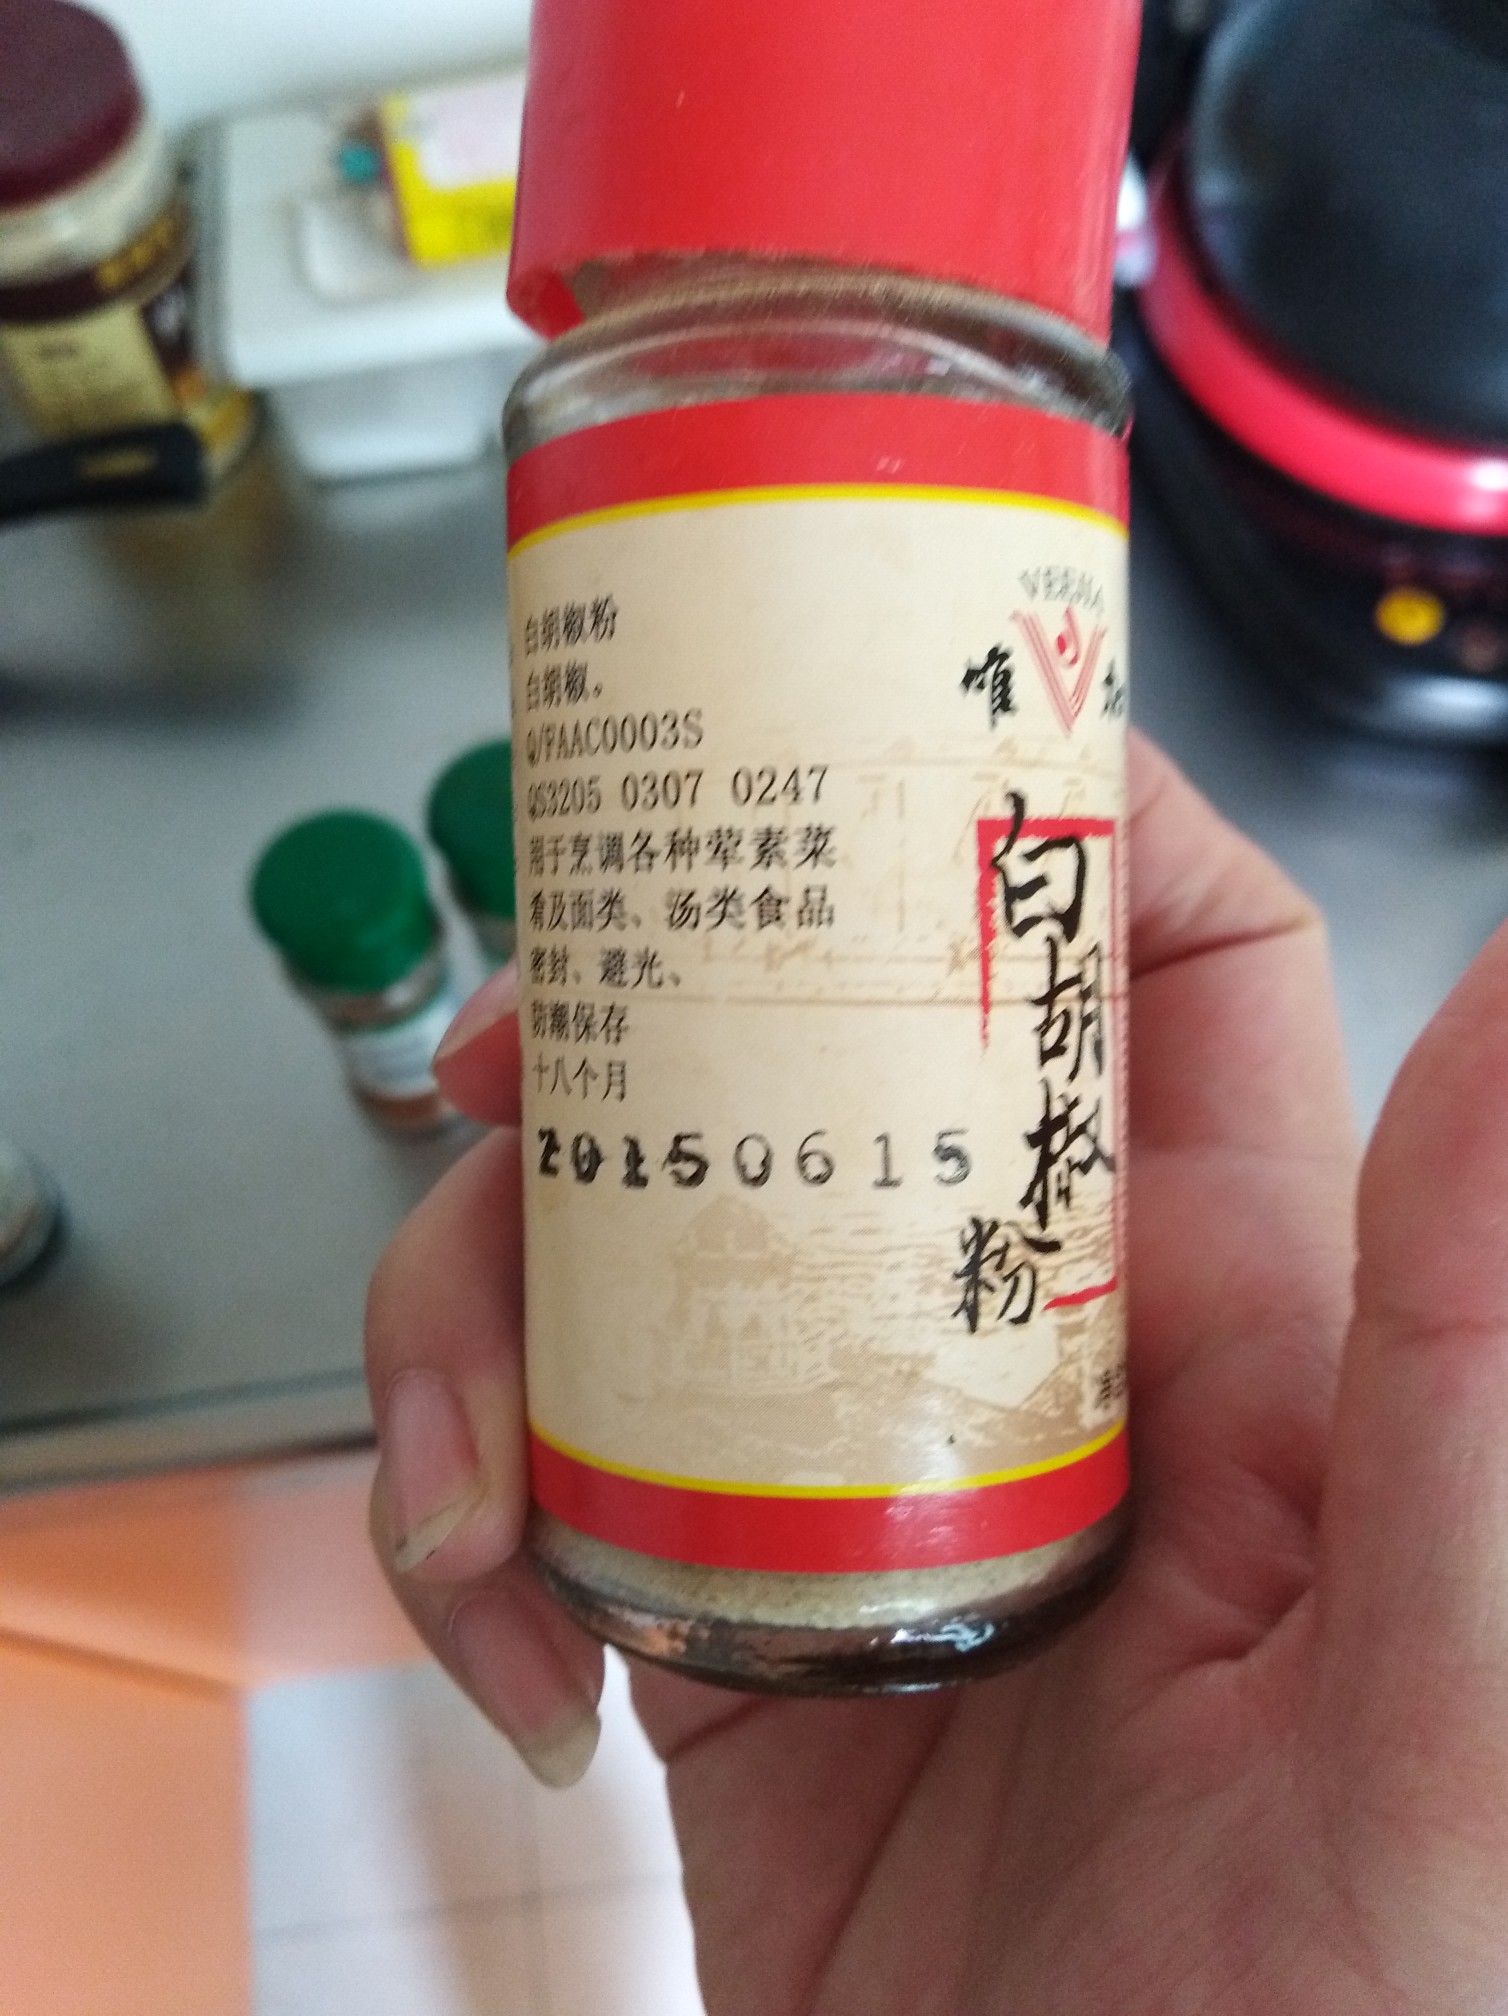 白胡椒粉
白胡椒。
Q/FAAC0003S
QS3205 0307 0247
用于烹调各种荤素菜
肴及面类、汤类食品
密封、避光、
防潮保存
十八个月
20150615
唯
白胡椒粉